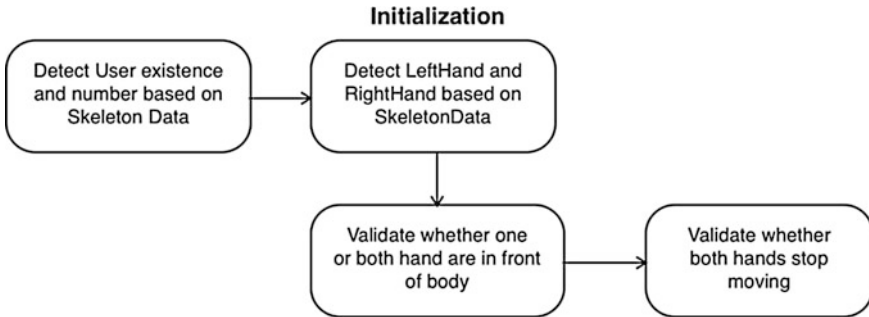 Initialization
Detect User existence
and number based on
Skeleton Data
Detect LeftHand and
RightHand based on
SkeletonData
Validate whether one
or both hand are in front
of body
Validate whether
both hands stop
moving